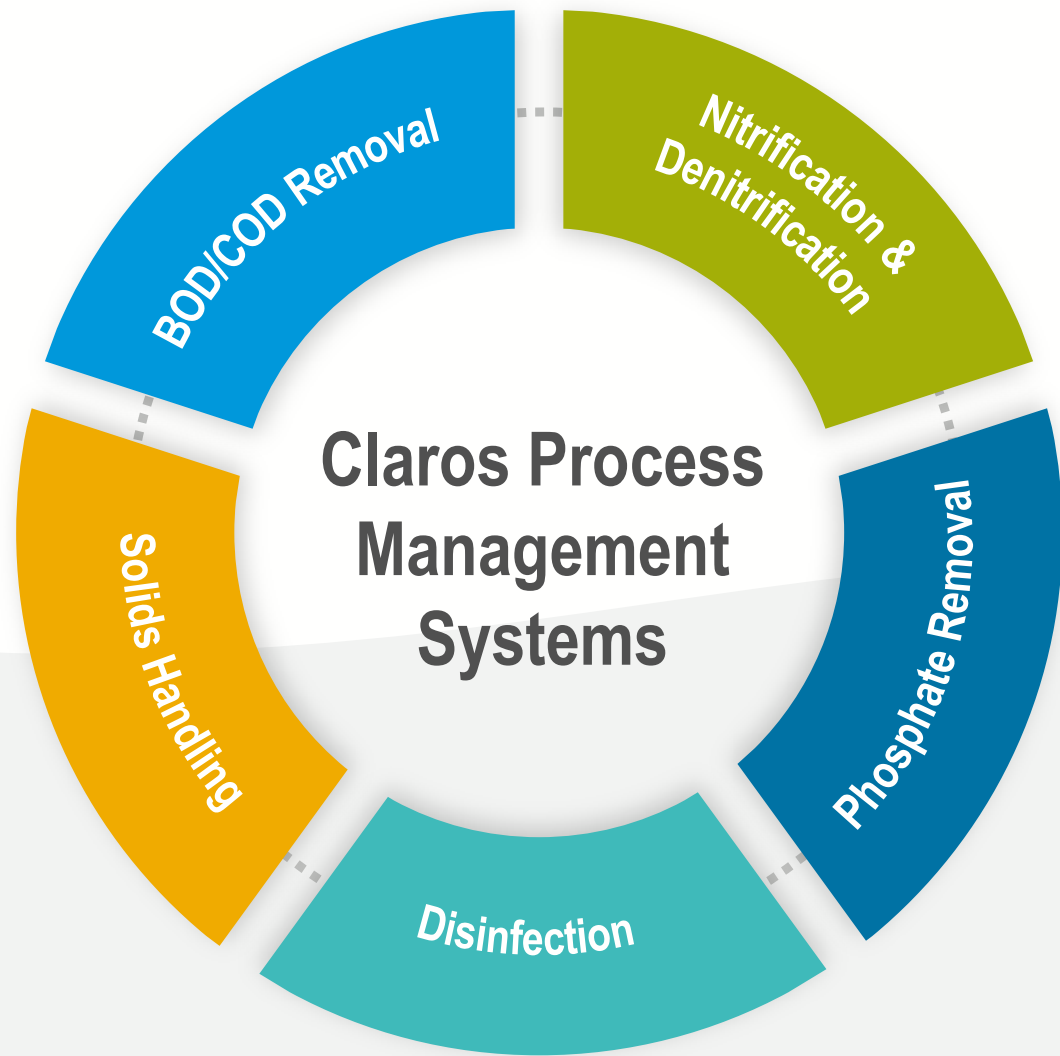 BOD/COD Removal
Nitrification &
Denitrification
Claros Process
Management
Systems
Solids Handling
Phosphate Removal
Disinfection